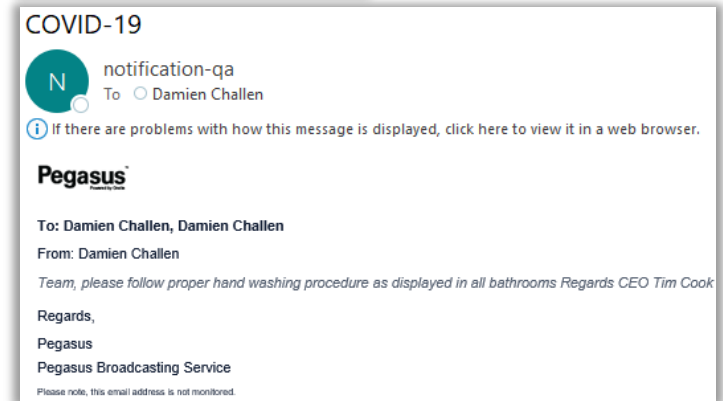 COVID-19
N
notification-qa
To Damien Challen
i If there are problems with how this message is displayed, click here to view it in a web browser.
Pegasus™
Powered by Onsite
To: Damien Challen, Damien Challen
From: Damien Challen
Team, please follow proper hand washing procedure as displayed in all bathrooms Regards CEO Tim Cook
Regards,
Pegasus
Pegasus Broadcasting Service
Please note, this email address is not monitored.